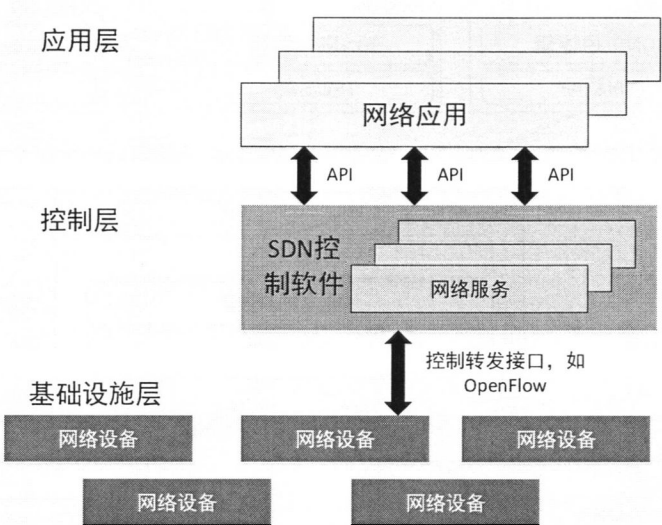 应用层
网络应用
API
API
API
控制层
SDN控
制软件
网络服务
控制转发接口，如
OpenFlow
基础设施层
网络设备
网络设备
网络设备
网络设备
网络设备